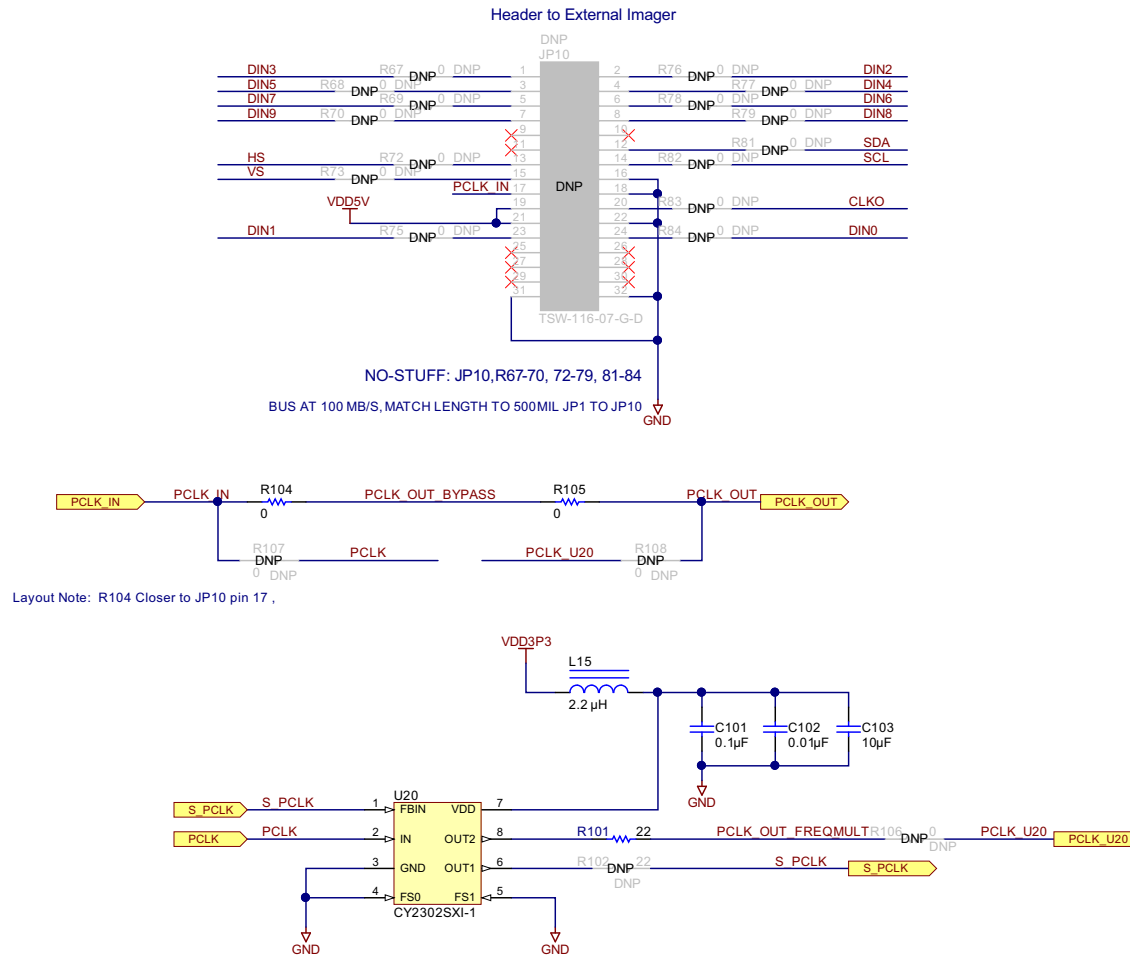 Header to External Imager
DNP
JP10
DIN3 R67 DNP 0 DNP 1 2 R76 DNP 0 DNP DIN2
DIN5 R68 DNP 0 DNP 3 4 R77 DNP 0 DNP DIN4
DIN7 R69 DNP 0 DNP 5 6 R78 DNP 0 DNP DIN6
DIN9 R70 DNP 0 DNP 7 8 R79 DNP 0 DNP DIN8
9 10
11 12 R81 DNP 0 DNP SDA
HS R72 DNP 0 DNP 13 14 R82 DNP 0 DNP SCL
VS R73 DNP 0 DNP 15 16
PCLK_IN 17 DNP 18
VDD5V 19 20 R83 DNP 0 DNP CLKO
21 22
DIN1 R75 DNP 0 DNP 23 24 R84 DNP 0 DNP DIN0
25 26
27 28
29 30
31 32
TSW-116-07-G-D
NO-STUFF: JP10,R67-70, 72-79, 81-84
BUS AT 100 MB/S, MATCH LENGTH TO 500MIL JP1 TO JP10
GND
PCLK_IN PCLK_IN R104 PCLK_OUT_BYPASS R105 PCLK_OUT PCLK_OUT
0 0
R107 DNP PCLK PCLK_U20 R108 DNP
0 DNP 0 DNP
Layout Note: R104 Closer to JP10 pin 17 ,
VDD3P3
L15
2.2 µH
C101 C102 C103
0.1µF 0.01µF 10µF
GND
U20
S_PCLK S_PCLK 1 FBIN VDD 7
PCLK PCLK 2 IN OUT2 8 R101 22 PCLK_OUT_FREQMULT R106 DNP 0 DNP PCLK_U20 PCLK_U20
3 GND OUT1 6 R102 DNP 22 DNP S_PCLK S_PCLK
4 FS0 FS1 5
CY2302SXI-1
GND GND